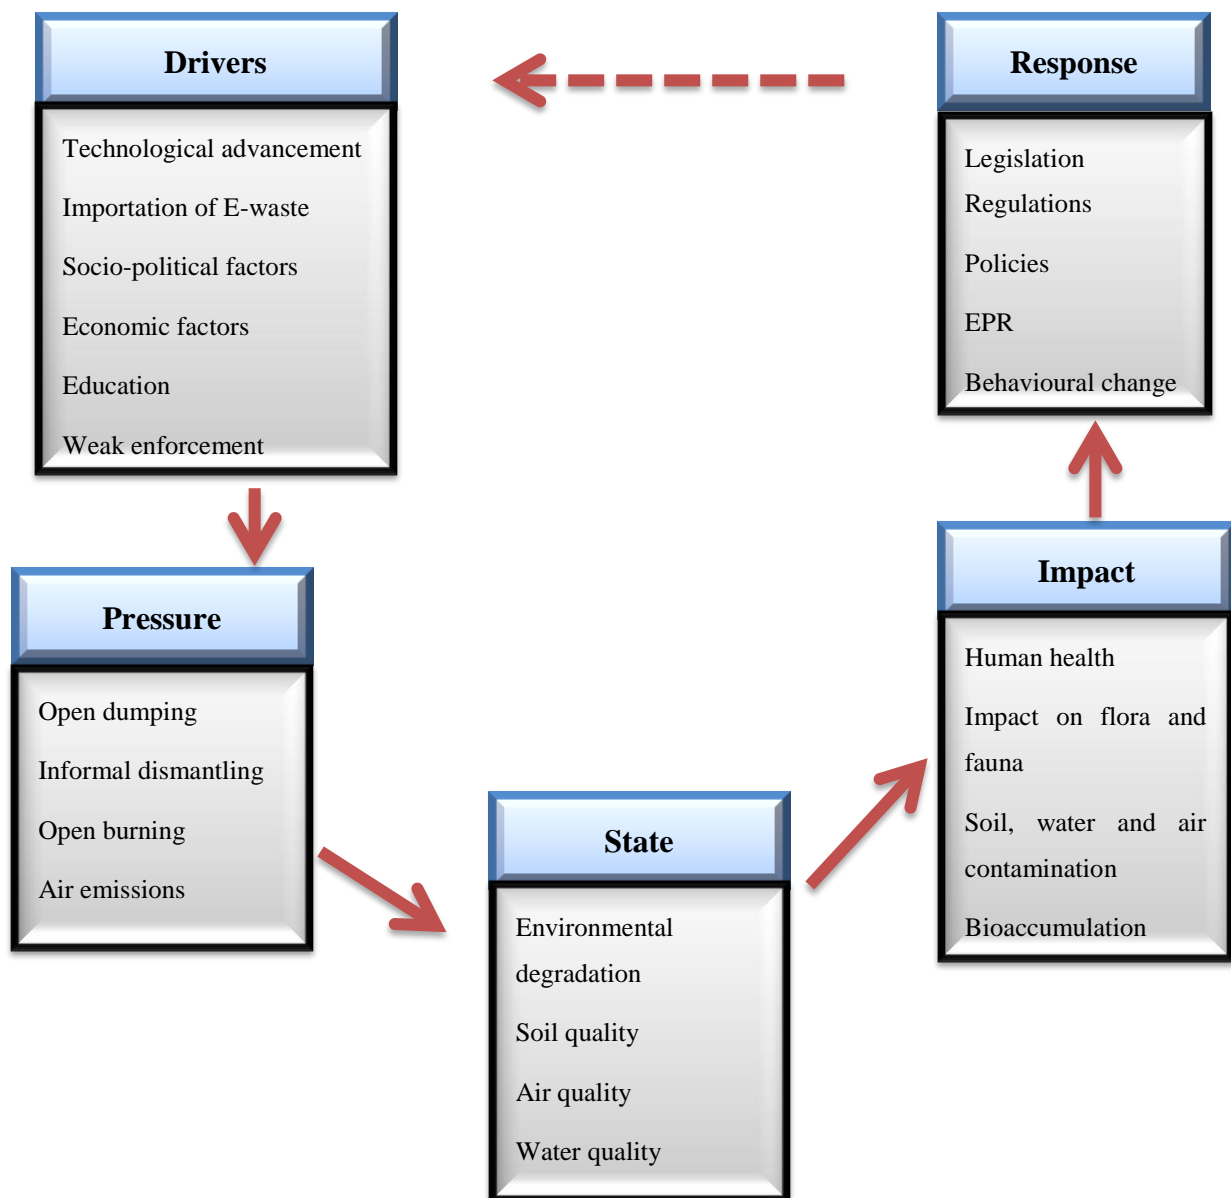 Drivers
Technological advancement
Importation of E-waste
Socio-political factors
Economic factors
Education
Weak enforcement
Pressure
Open dumping
Informal dismantling
Open burning
Air emissions
State
Environmental
degradation
Soil quality
Air quality
Water quality
Impact
Human health
Impact on flora and
fauna
Soil, water and air
contamination
Bioaccumulation
Response
Legislation
Regulations
Policies
EPR
Behavioural change